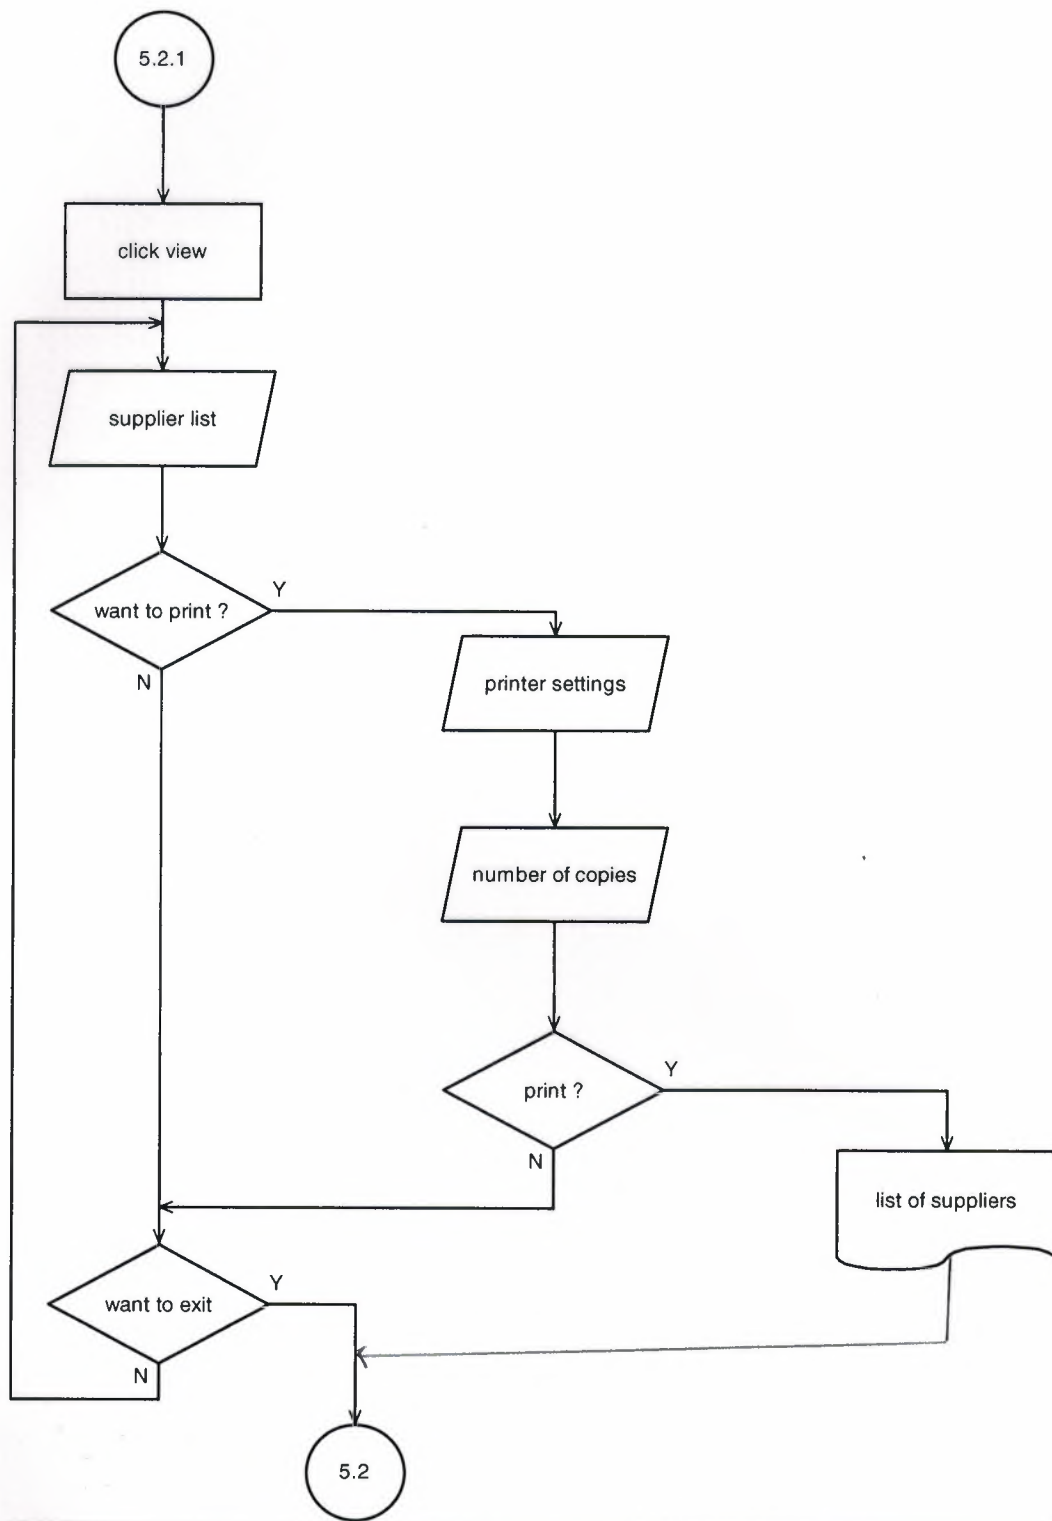 5.2.1
click view
supplier list
want to print ?
Y
N
printer settings
number of copies
print ?
Y
N
list of suppliers
want to exit
Y
N
5.2